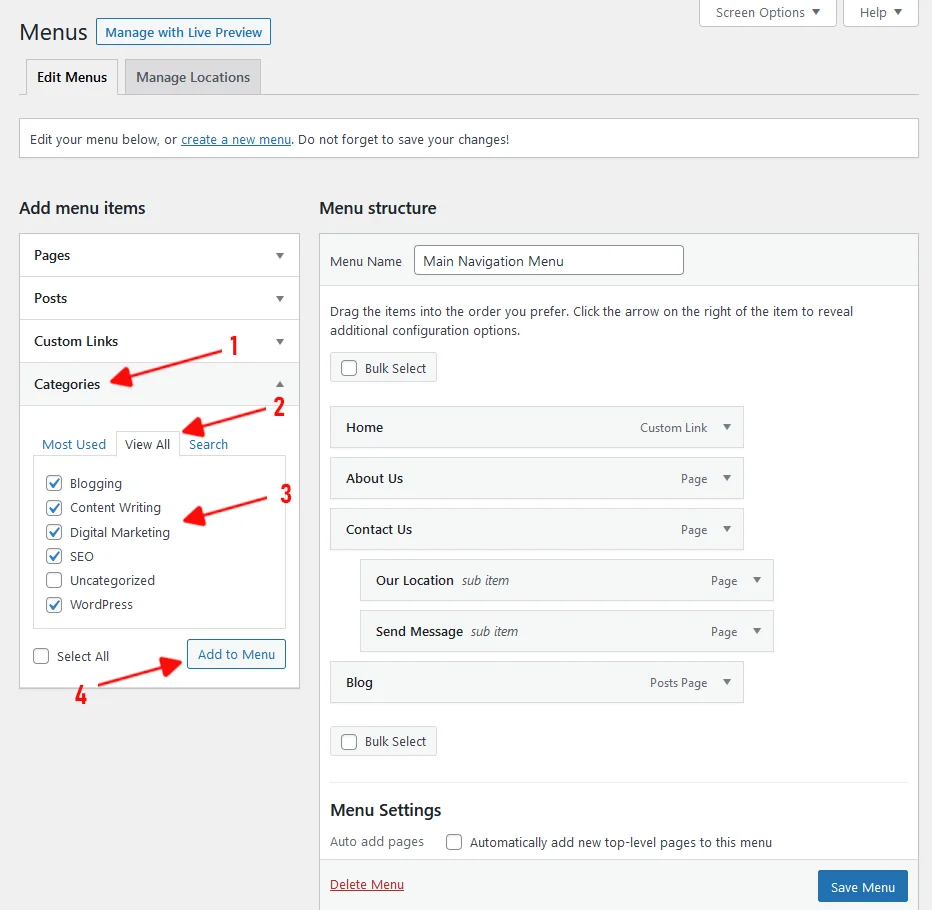 Menus
Manage with Live Preview
Screen Options
Help
Edit Menus
Manage Locations
Edit your menu below, or create a new menu. Do not forget to save your changes!
Add menu items
Pages
Posts
Custom Links
1
Categories
2
Most Used
View All
Search
Blogging
3
Content Writing
Digital Marketing
SEO
Uncategorized
WordPress
Select All
Add to Menu
4
Menu structure
Menu Name
Main Navigation Menu
Drag the items into the order you prefer. Click the arrow on the right of the item to reveal
additional configuration options.
Bulk Select
Home Custom Link
About Us Page
Contact Us Page
Our Location sub item Page
Send Message sub item Page
Blog Posts Page
Bulk Select
Menu Settings
Auto add pages Automatically add new top-level pages to this menu
Delete Menu
Save Menu